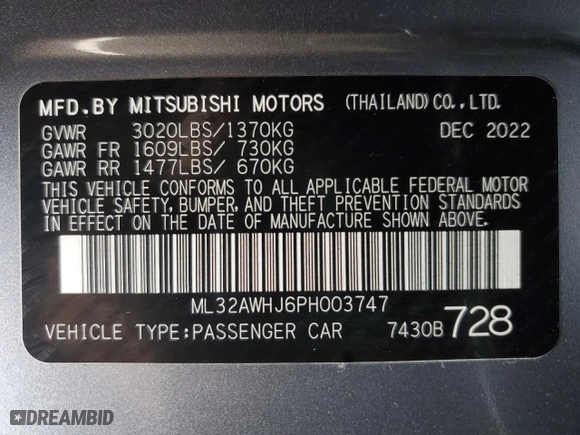 MFD.BY MITSUBISHI MOTORS (THAILAND)CO.,LTD.
GVWR 3020LBS/1370KG DEC 2022
GAWR FR 1609LBS/ 730KG
GAWR RR 1477LBS/ 670KG
THIS VEHICLE CONFORMS TO ALL APPLICABLE FEDERAL MOTOR
VEHICLE SAFETY, BUMPER, AND THEFT PREVENTION STANDARDS
IN EFFECT ON THE DATE OF MANUFACTURE SHOWN ABOVE.
ML32AWHJ6PH003747
VEHICLE TYPE:PASSENGER CAR 7430B 728
DREAMBID